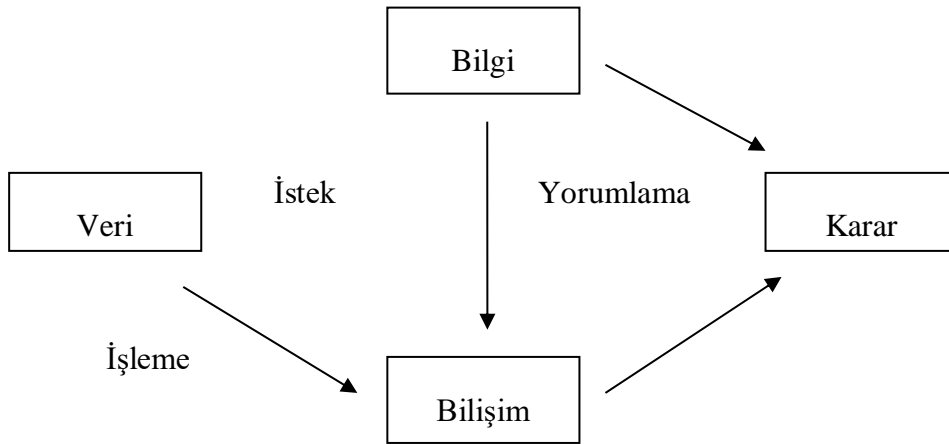 Bilgi
İstek
Yorumlama
Veri
Karar
İşleme
Bilişim